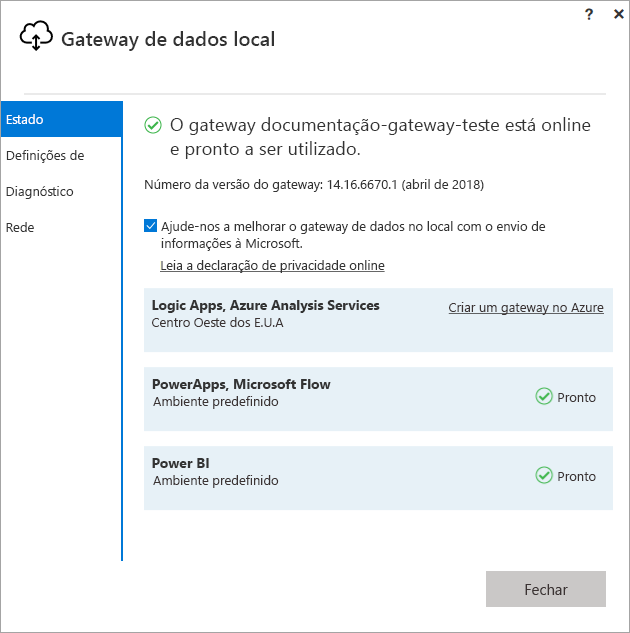 ? ×
Gateway de dados local
Estado
Definições de
Diagnóstico
Rede
O gateway documentação-gateway-teste está online
e pronto a ser utilizado.
Número da versão do gateway: 14.16.6670.1 (abril de 2018)
Ajude-nos a melhorar o gateway de dados no local com o envio de
informações à Microsoft.
Leia a declaração de privacidade online
Logic Apps, Azure Analysis Services
Criar um gateway no Azure
Centro Oeste dos E.U.A
PowerApps, Microsoft Flow
Ambiente predefinido
Pronto
Power BI
Ambiente predefinido
Pronto
Fechar